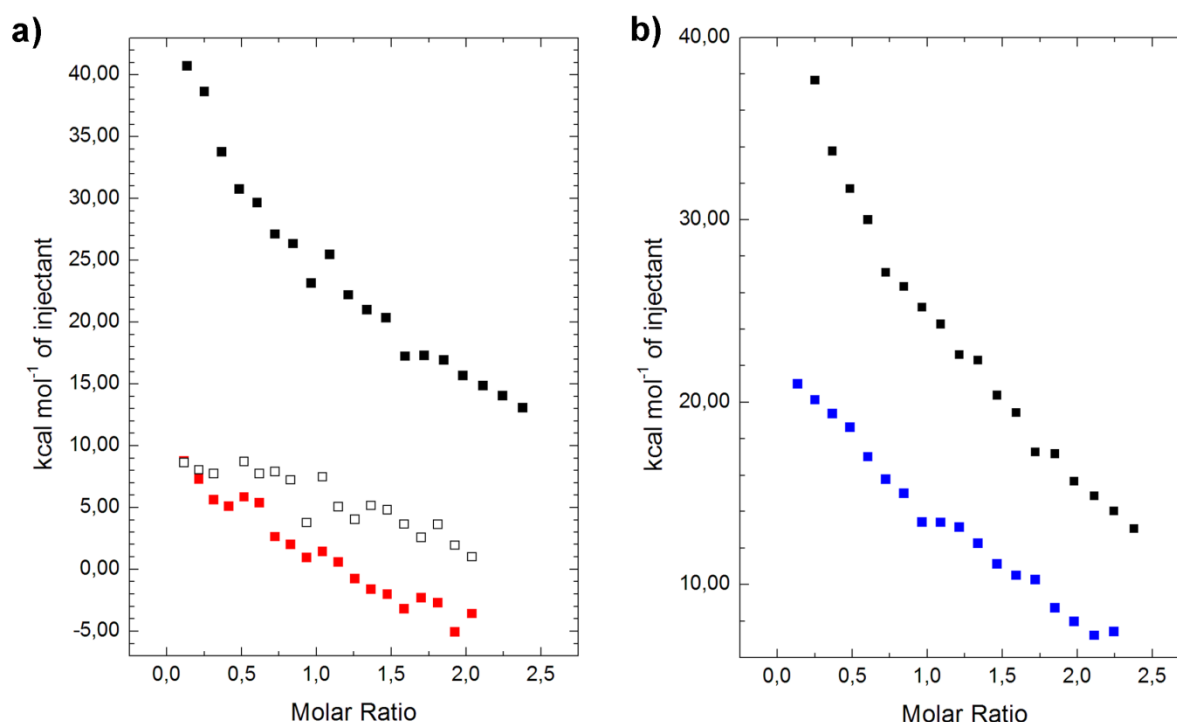 a)
40,00
35,00
30,00
25,00
20,00
15,00
10,00
5,00
0,00
-5,00
kcal mol⁻¹ of injectant
0,0 0,5 1,0 1,5 2,0 2,5
Molar Ratio
b)
40,00
30,00
20,00
10,00
kcal mol⁻¹ of injectant
0,0 0,5 1,0 1,5 2,0 2,5
Molar Ratio